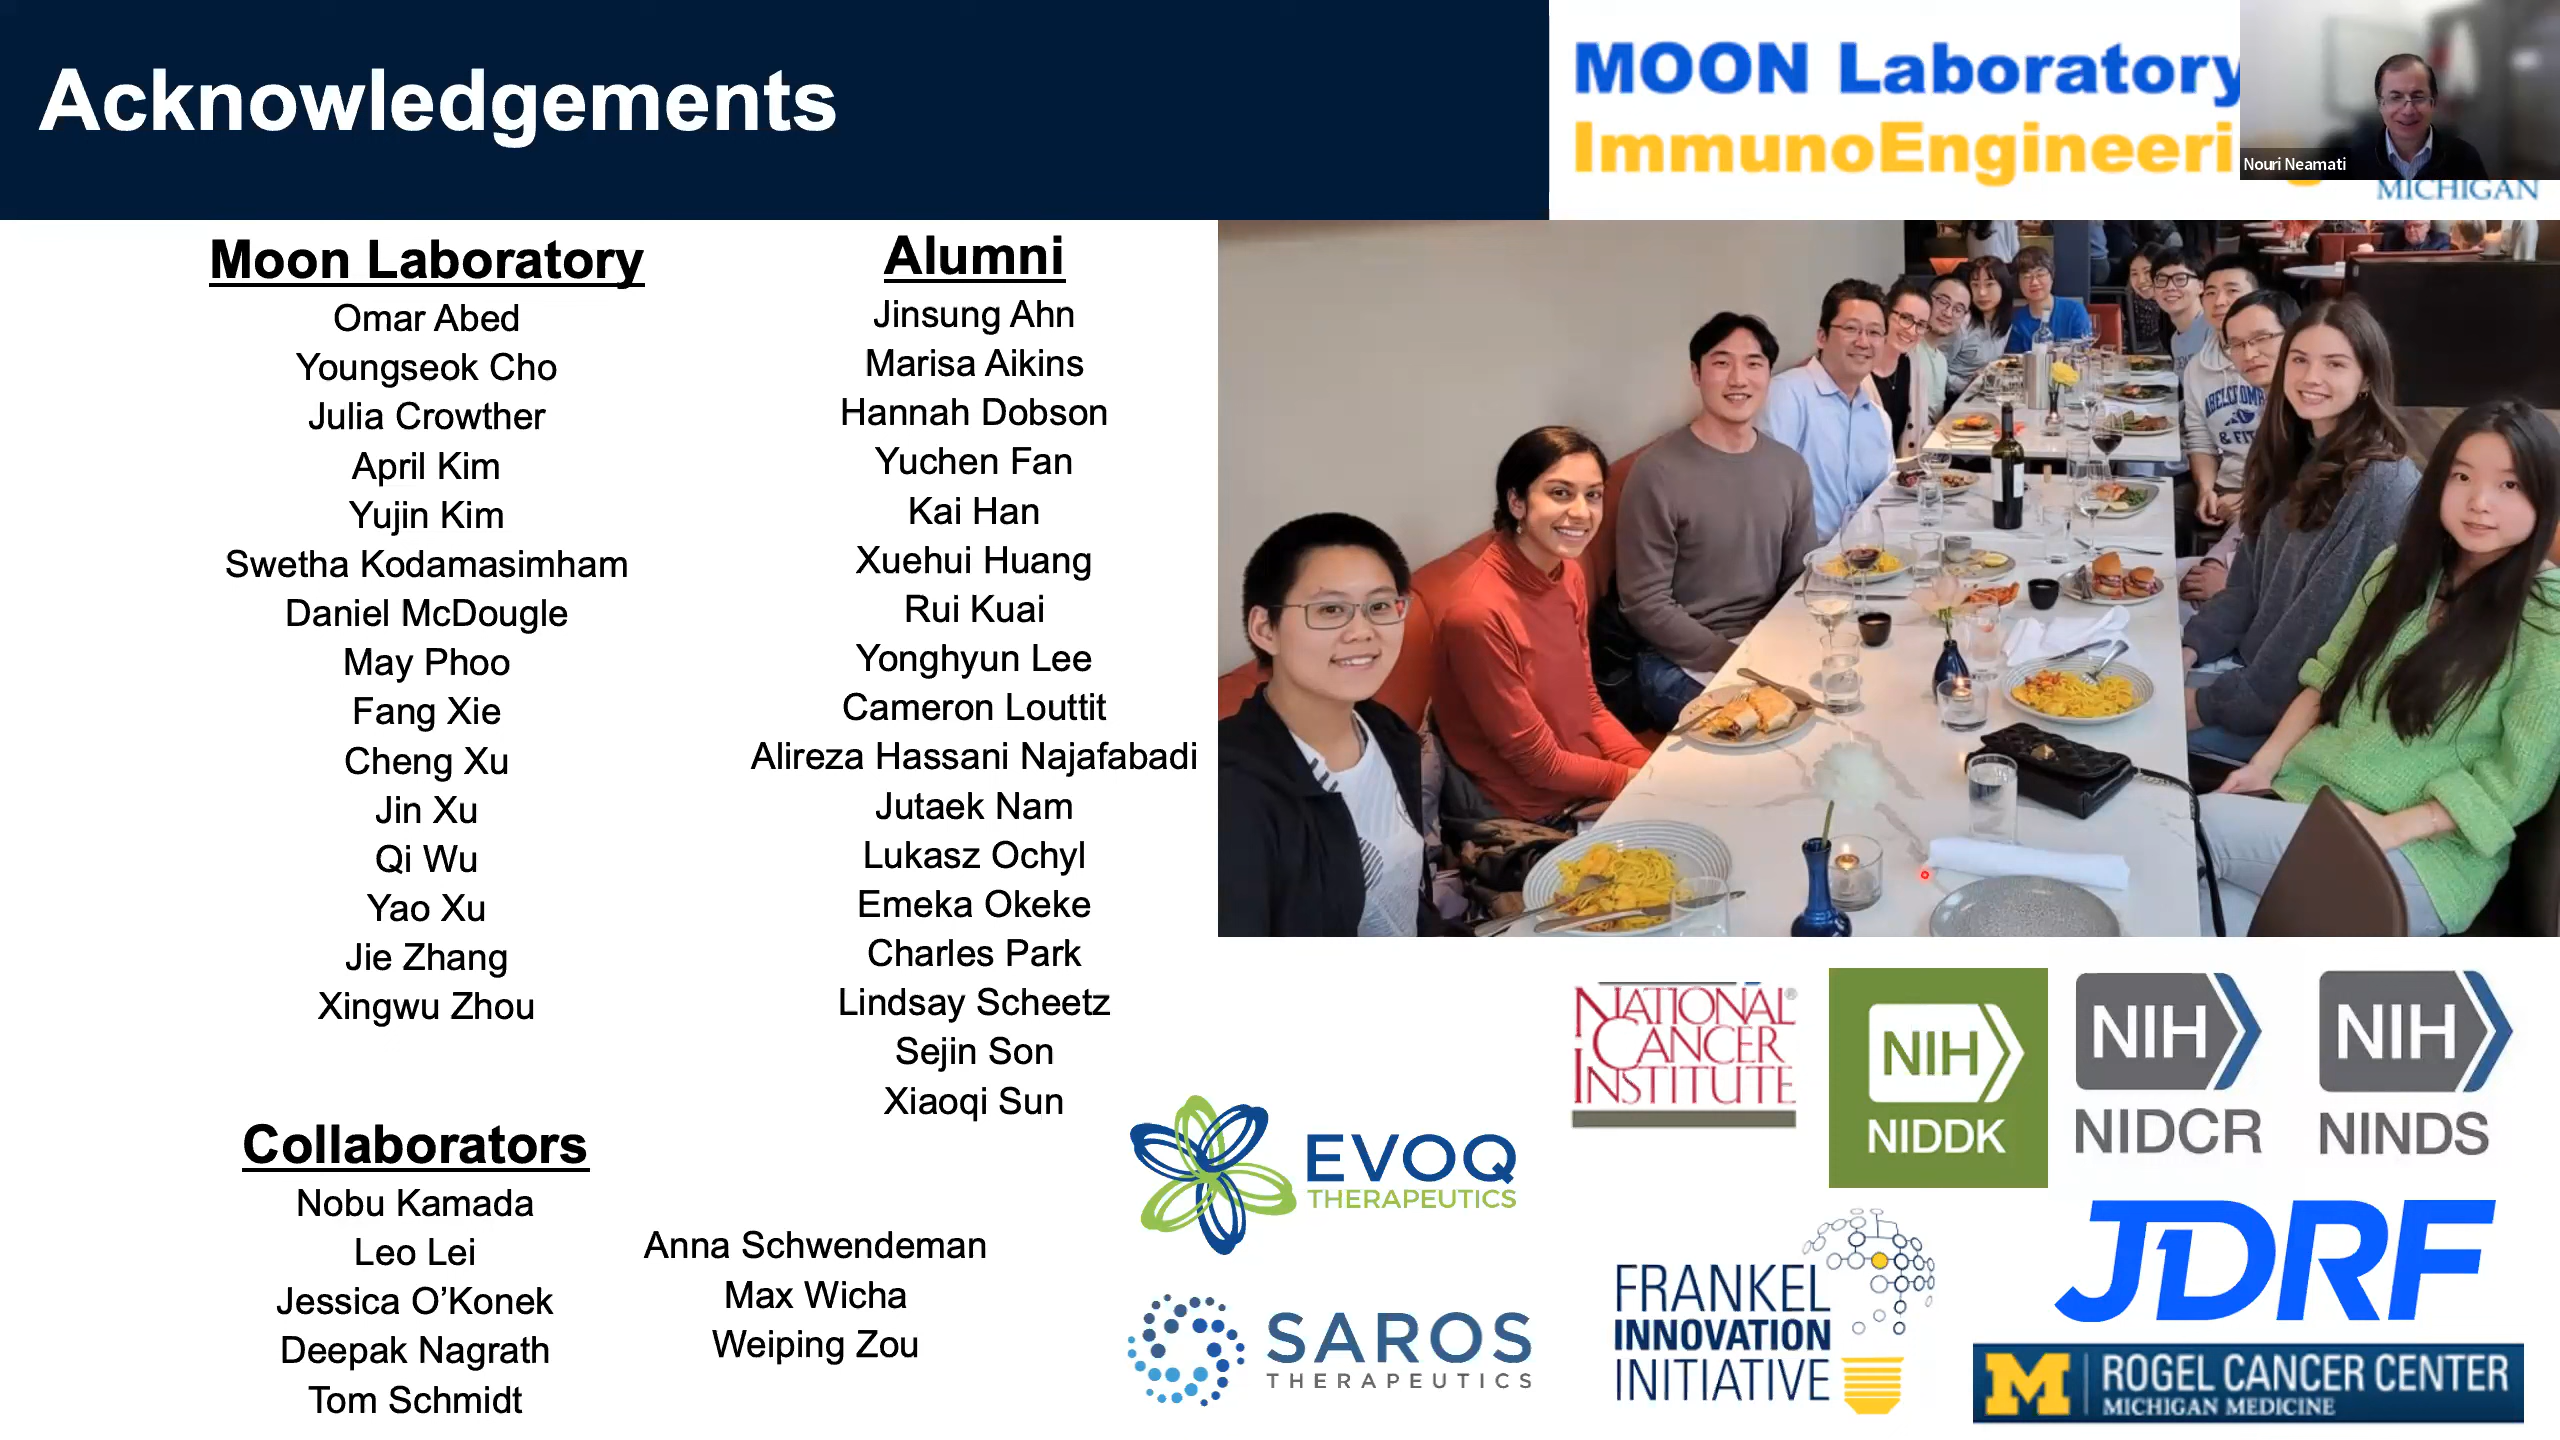 Acknowledgements
MOON Laboratory
ImmunoEngineeri
Nouri Neamati
MICHIGAN
Moon Laboratory
Omar Abed
Youngseok Cho
Julia Crowther
April Kim
Yujin Kim
Swetha Kodamasimham
Daniel McDougle
May Phoo
Fang Xie
Cheng Xu
Jin Xu
Qi Wu
Yao Xu
Jie Zhang
Xingwu Zhou
Alumni
Jinsung Ahn
Marisa Aikins
Hannah Dobson
Yuchen Fan
Kai Han
Xuehui Huang
Rui Kuai
Yonghyun Lee
Cameron Louttit
Alireza Hassani Najafabadi
Jutaek Nam
Lukasz Ochyl
Emeka Okeke
Charles Park
Lindsay Scheetz
Sejin Son
Xiaoqi Sun
Collaborators
Nobu Kamada
Leo Lei
Jessica O’Konek
Deepak Nagrath
Tom Schmidt
Anna Schwendeman
Max Wicha
Weiping Zou
EVOQ
THERAPEUTICS
SAROS
THERAPEUTICS
NATIONAL®
CANCER
INSTITUTE
NIH
NIDDK
NIH
NIDCR
NIH
NINDS
FRANKEL
INNOVATION
INITIATIVE
JDRF
M ROGEL CANCER CENTER
MICHIGAN MEDICINE